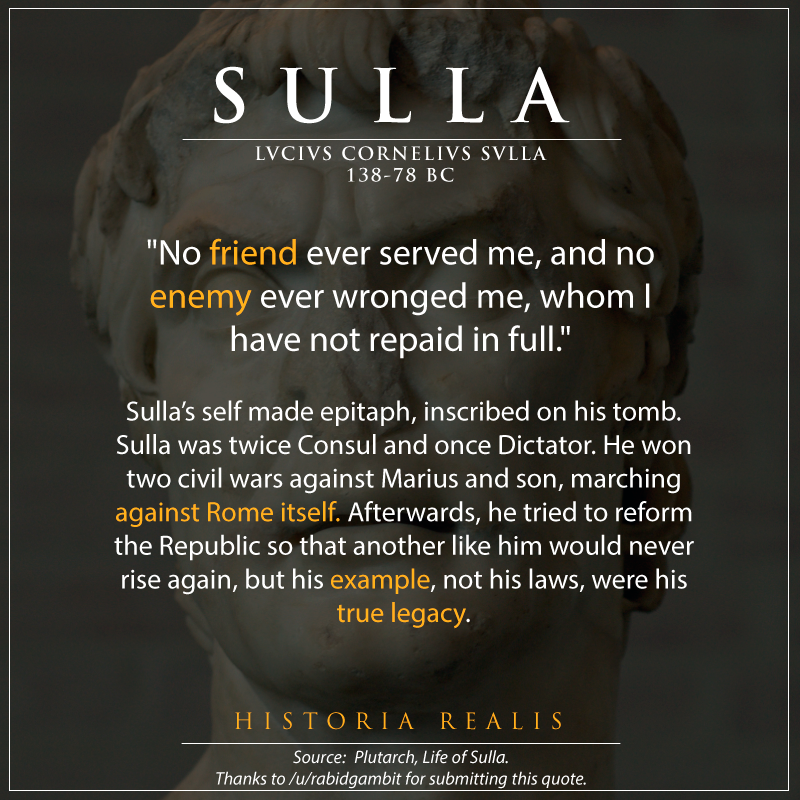 SULLA
LVCIVS CORNELIVS SVLLA
138-78 BC
"No friend ever served me, and no
enemy ever wronged me, whom I
have not repaid in full."
Sulla’s self made epitaph, inscribed on his tomb.
Sulla was twice Consul and once Dictator. He won
two civil wars against Marius and son, marching
against Rome itself. Afterwards, he tried to reform
the Republic so that another like him would never
rise again, but his example, not his laws, were his
true legacy.
HISTORIA REALIS
Source: Plutarch, Life of Sulla.
Thanks to /u/rabidgambit for submitting this quote.